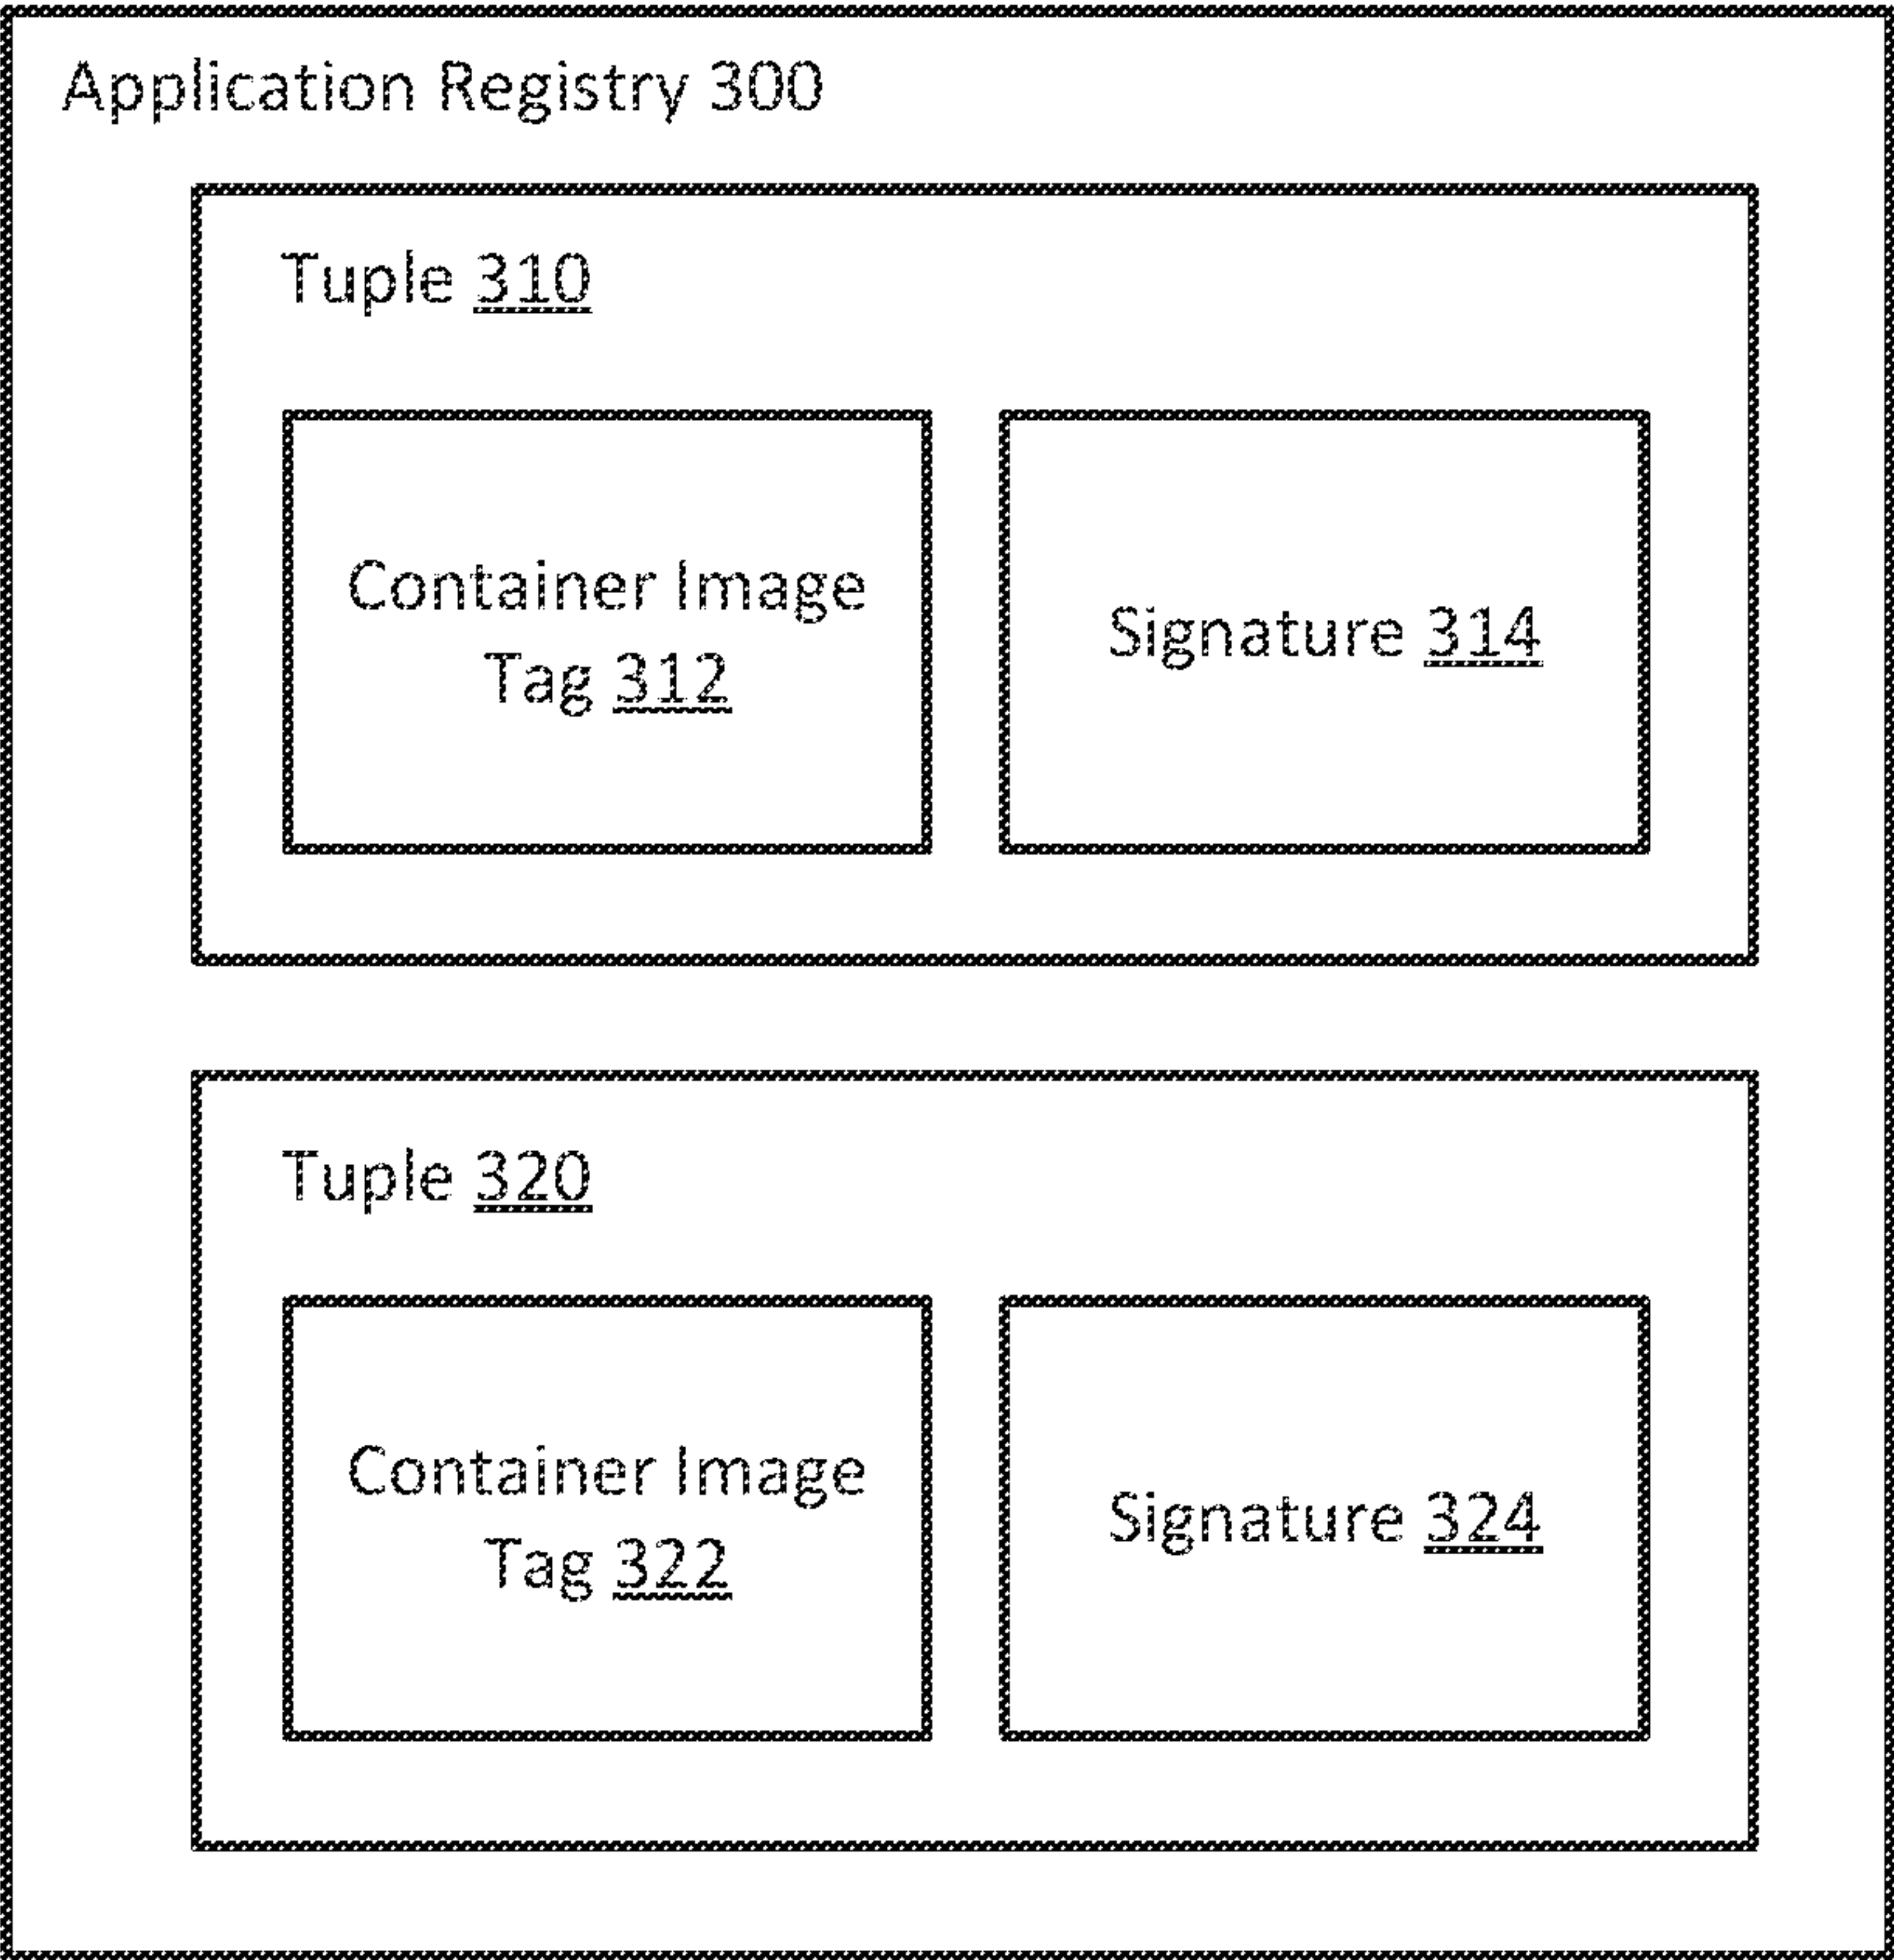 Application Registry 300
Tuple 310
Container Image
Tag 312
Signature 314
Tuple 320
Container Image
Tag 322
Signature 324